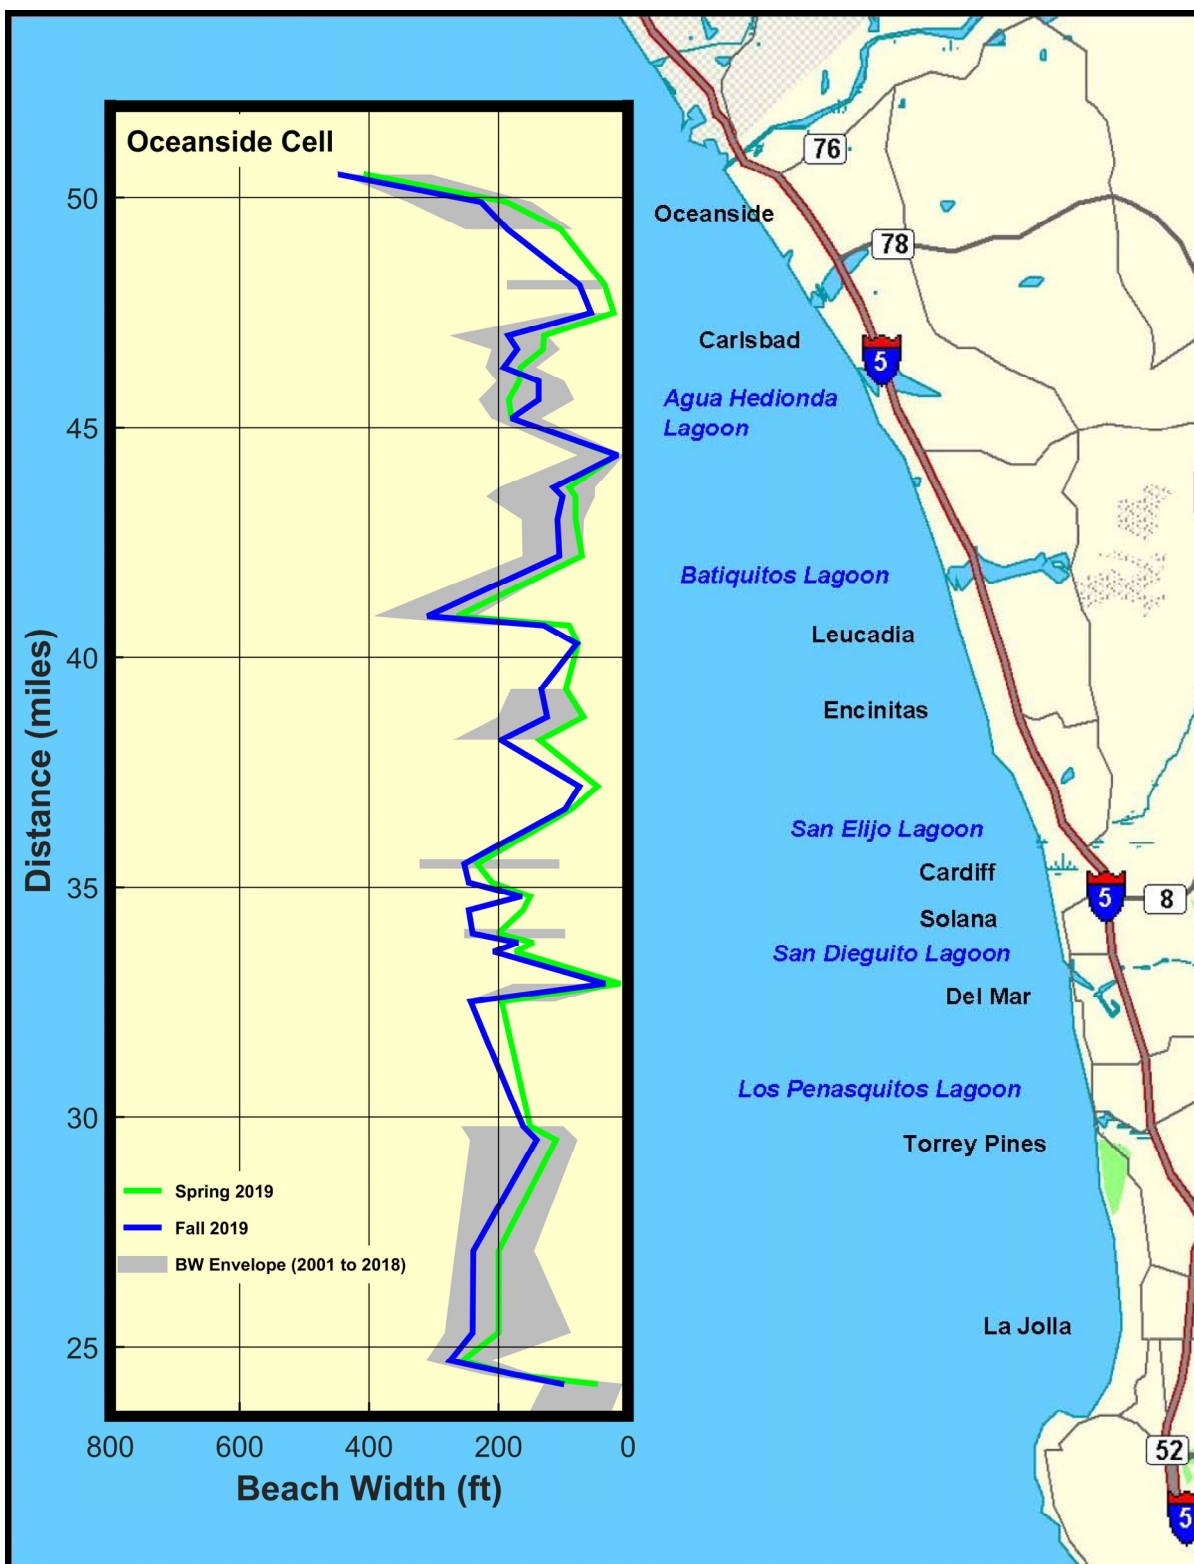 Oceanside Cell
50
45
40
35
30
25
Distance (miles)
Spring 2019
Fall 2019
BW Envelope (2001 to 2018)
800 600 400 200 0
Beach Width (ft)
76
Oceanside
78
Carlsbad
5
Agua Hedionda
Lagoon
Batiquitos Lagoon
Leucadia
Encinitas
San Elijo Lagoon
Cardiff
5
8
Solana
San Dieguito Lagoon
Del Mar
Los Penasquitos Lagoon
Torrey Pines
La Jolla
52
5